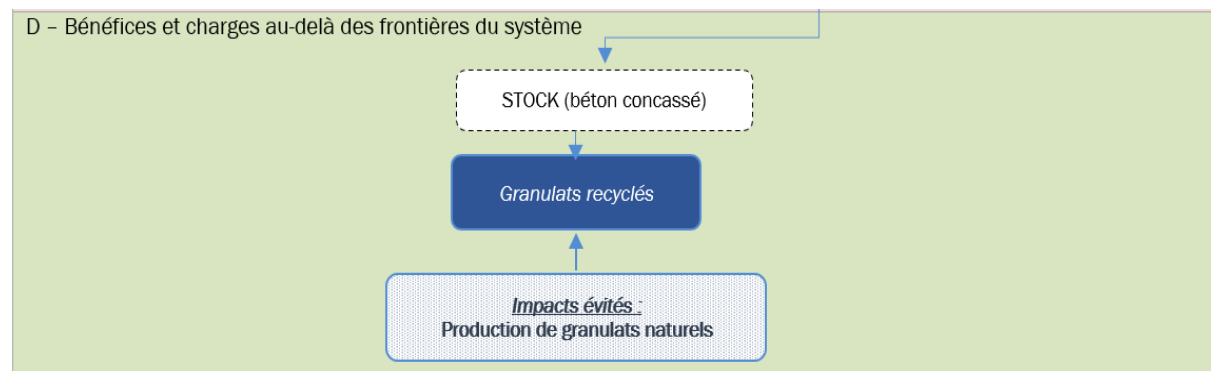 D – Bénéfices et charges au-delà des frontières du système
STOCK (béton concassé)
Granulats recyclés
Impacts évités :
Production de granulats naturels